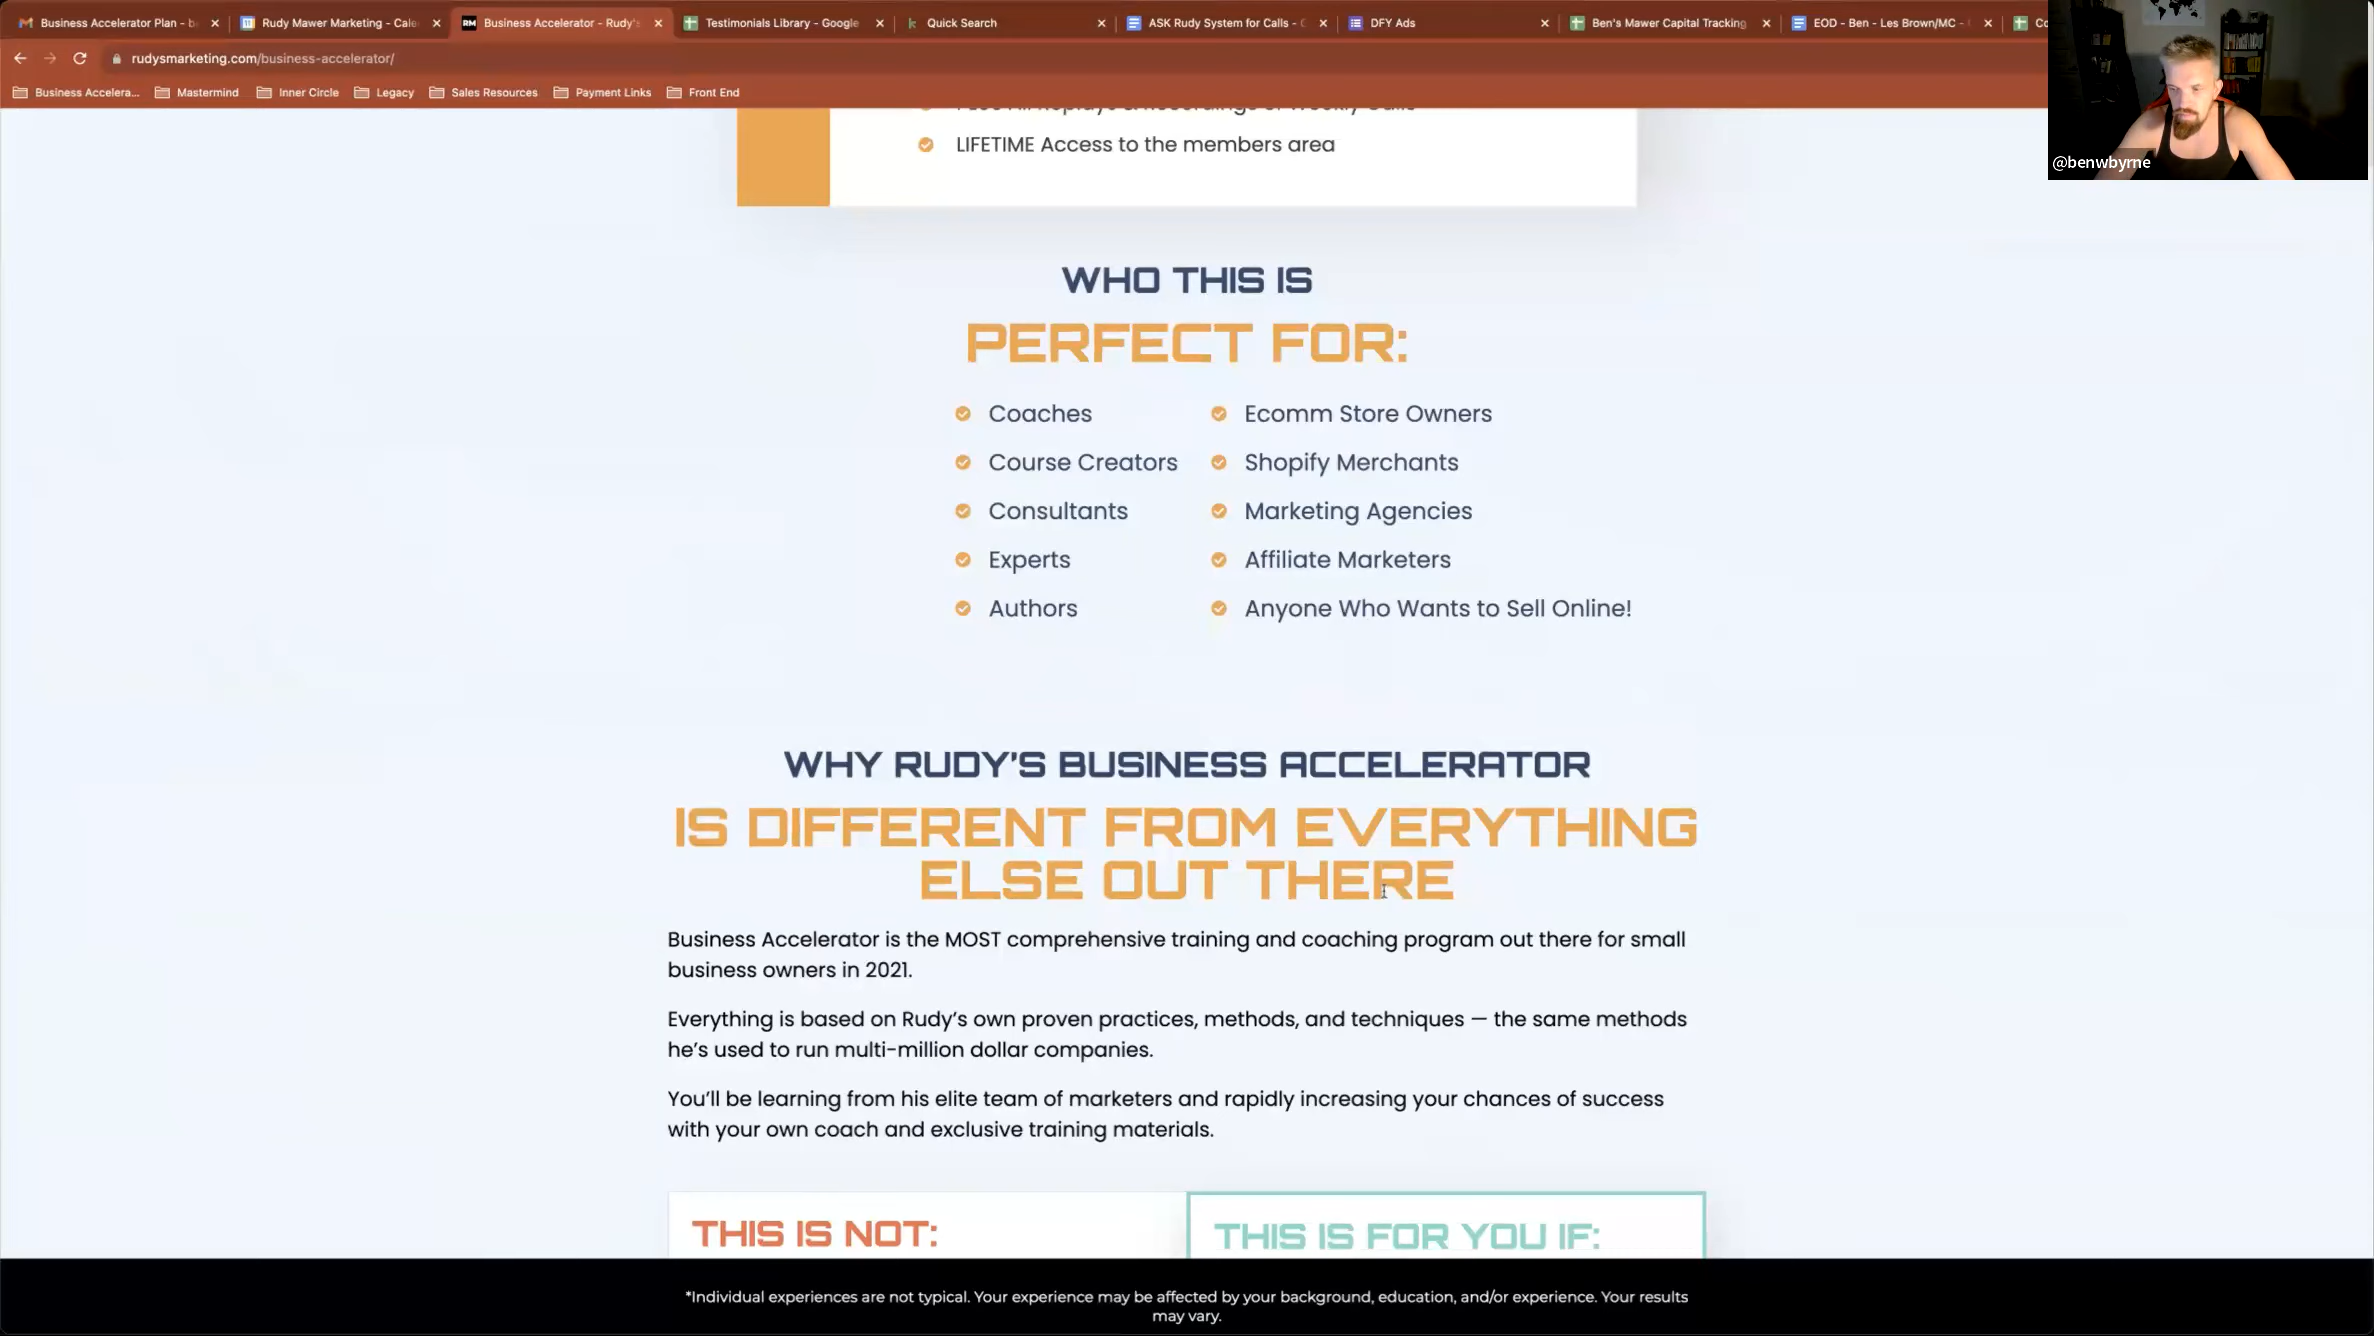 Business Accelerator Plan - b
Rudy Mawer Marketing - Cale
Business Accelerator - Rudy's
Testimonials Library - Google
Quick Search
ASK Rudy System for Calls -
DFY Ads
Ben's Mawer Capital Tracking
EOD - Ben - Les Brown/MC -
rudysmarketing.com/business-accelerator/
Business Accelera...
Mastermind
Inner Circle
Legacy
Sales Resources
Payment Links
Front End
@benwbyrne
LIFETIME Access to the members area
WHO THIS IS
PERFECT FOR:
Coaches
Course Creators
Consultants
Experts
Authors
Ecomm Store Owners
Shopify Merchants
Marketing Agencies
Affiliate Marketers
Anyone Who Wants to Sell Online!
WHY RUDY'S BUSINESS ACCELERATOR
IS DIFFERENT FROM EVERYTHING
ELSE OUT THERE
Business Accelerator is the MOST comprehensive training and coaching program out there for small
business owners in 2021.
Everything is based on Rudy's own proven practices, methods, and techniques — the same methods
he's used to run multi-million dollar companies.
You'll be learning from his elite team of marketers and rapidly increasing your chances of success
with your own coach and exclusive training materials.
THIS IS NOT:
THIS IS FOR YOU IF:
*Individual experiences are not typical. Your experience may be affected by your background, education, and/or experience. Your results
may vary.